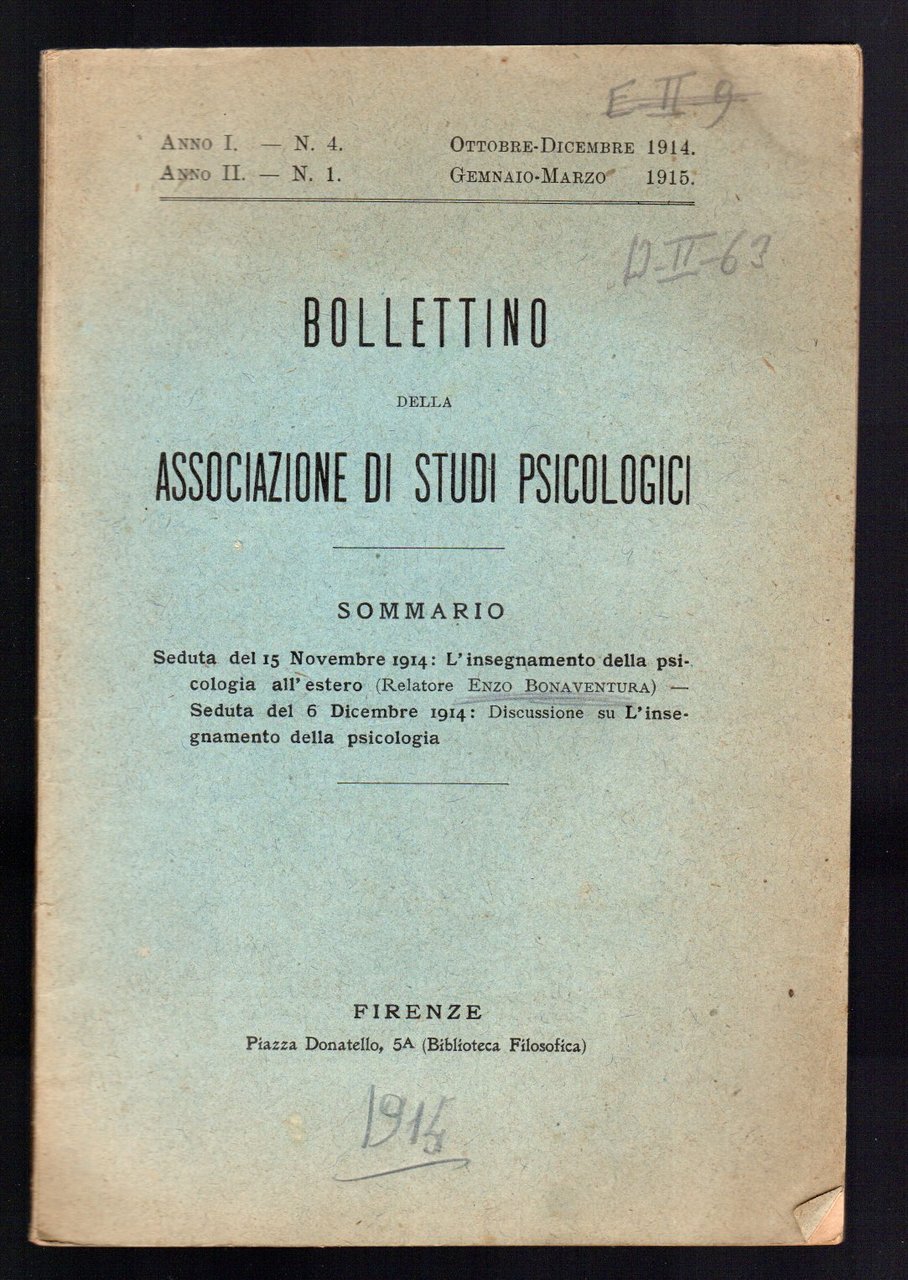 E-II-9
ANNO I. — N. 4. OTTOBRE-DICEMBRE 1914.
ANNO II. — N. 1. GEMNAIO-MARZO 1915.
D-II-63
BOLLETTINO
DELLA
ASSOCIAZIONE DI STUDI PSICOLOGICI
SOMMARIO
Seduta del 15 Novembre 1914: L'insegnamento della psi-
cologia all'estero (Relatore ENZO BONAVENTURA) —
Seduta del 6 Dicembre 1914: Discussione su L'inse-
gnamento della psicologia
FIRENZE
Piazza Donatello, 5A (Biblioteca Filosofica)